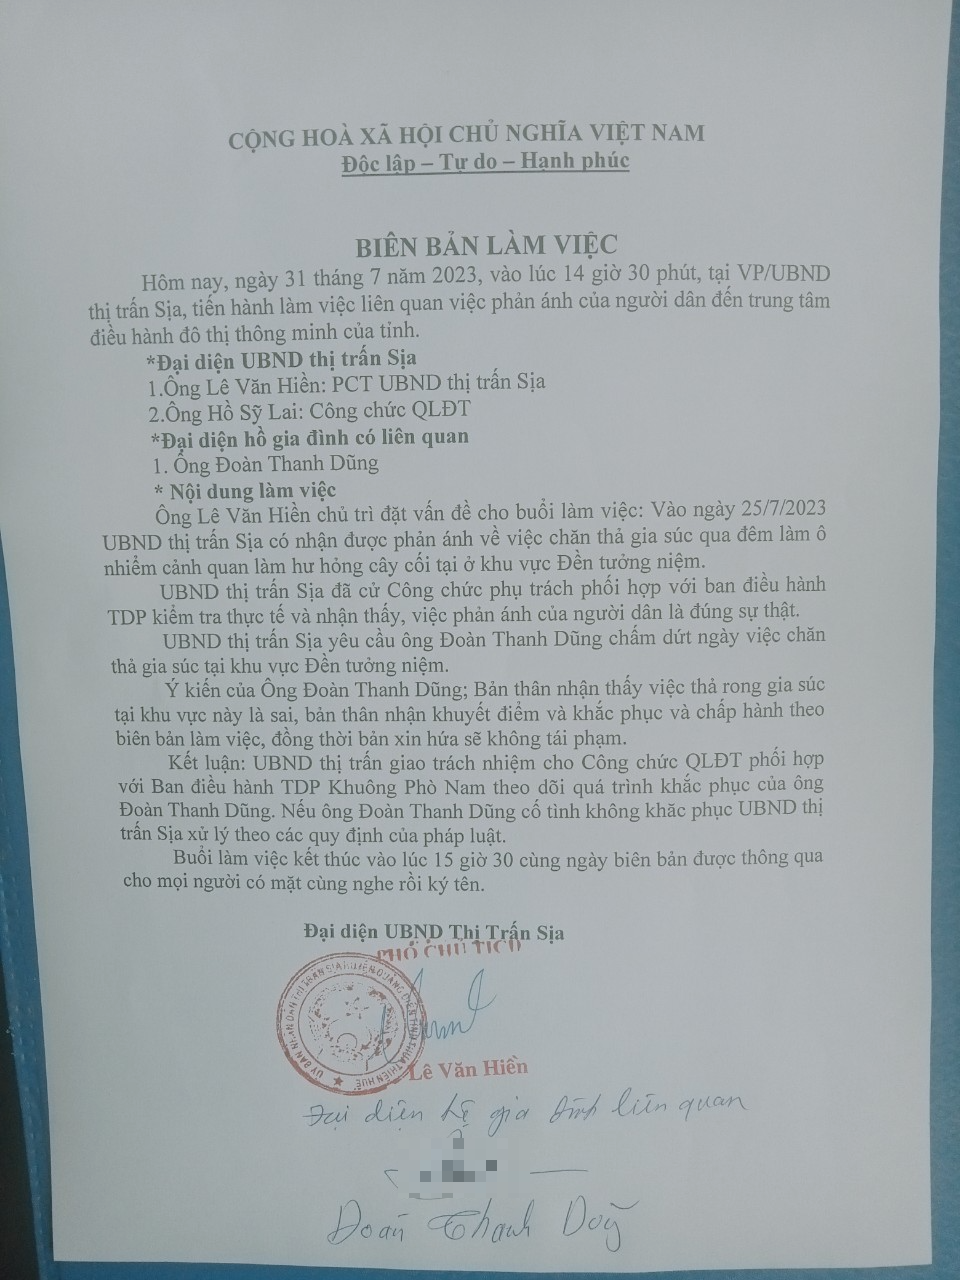 CỘNG HOÀ XÃ HỘI CHỦ NGHĨA VIỆT NAM
Độc lập – Tự do – Hạnh phúc
BIÊN BẢN LÀM VIỆC
Hôm nay, ngày 31 tháng 7 năm 2023, vào lúc 14 giờ 30 phút, tại VP/UBND
thị trấn Sịa, tiến hành làm việc liên quan việc phản ánh của người dân đến trung tâm
điều hành đô thị thông minh của tỉnh.
*Đại diện UBND thị trấn Sịa
1.Ông Lê Văn Hiền: PCT UBND thị trấn Sịa
2.Ông Hồ Sỹ Lai: Công chức QLĐT
*Đại diện hồ gia đình có liên quan
1. Ông Đoàn Thanh Dũng
* Nội dung làm việc
Ông Lê Văn Hiền chủ trì đặt vấn đề cho buổi làm việc: Vào ngày 25/7/2023
UBND thị trấn Sịa có nhận được phản ánh về việc chăn thả gia súc qua đêm làm ô
nhiễm cảnh quan làm hư hỏng cây cối tại ở khu vực Đền tưởng niệm.
UBND thị trấn Sịa đã cử Công chức phụ trách phối hợp với ban điều hành
TDP kiểm tra thực tế và nhận thấy, việc phản ánh của người dân là đúng sự thật.
UBND thị trấn Sịa yêu cầu ông Đoàn Thanh Dũng chấm dứt ngày việc chăn
thả gia súc tại khu vực Đền tưởng niệm.
Ý kiến của Ông Đoàn Thanh Dũng; Bản thân nhận thấy việc thả rong gia súc
tại khu vực này là sai, bản thân nhận khuyết điểm và khắc phục và chấp hành theo
biên bản làm việc, đồng thời bản xin hứa sẽ không tái phạm.
Kết luận: UBND thị trấn giao trách nhiệm cho Công chức QLĐT phối hợp
với Ban điều hành TDP Khuông Phò Nam theo dõi quá trình khắc phục của ông
Đoàn Thanh Dũng. Nếu ông Đoàn Thanh Dũng cố tình không khăc phục UBND thị
trấn Sịa xử lý theo các quy định của pháp luật.
Buổi làm việc kết thúc vào lúc 15 giờ 30 cùng ngày biên bản được thông qua
cho mọi người có mặt cùng nghe rồi ký tên.
Đại diện UBND Thị Trấn Sịa
PHÓ CHỦ TỊCH
ỦY BAN NHÂN DÂN THỊ TRẤN SỊA HUYỆN QUẢNG ĐIỀN TỈNH THỪA THIÊN HUẾ
Lê Văn Hiền
Đại diện hộ gia đình liên quan
Đoàn Thanh Dũng